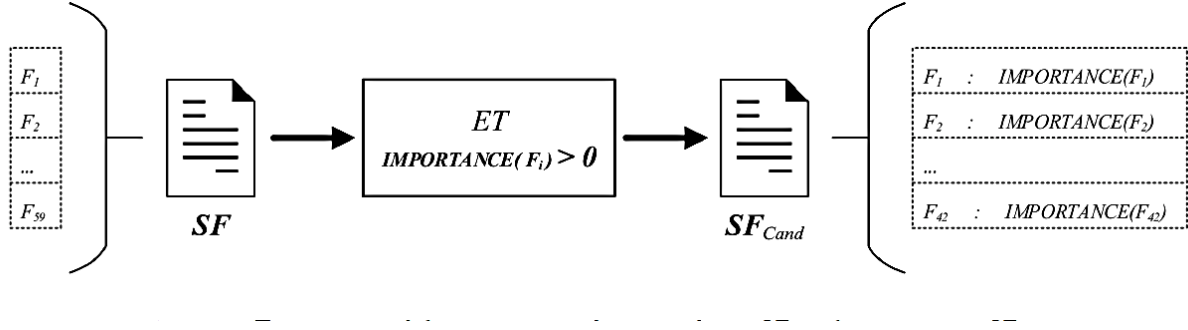 F1
F2
...
F59
SF
ET
IMPORTANCE( Fi) > 0
SFCand
F1 : IMPORTANCE(F1)
F2 : IMPORTANCE(F2)
...
F42 : IMPORTANCE(F42)